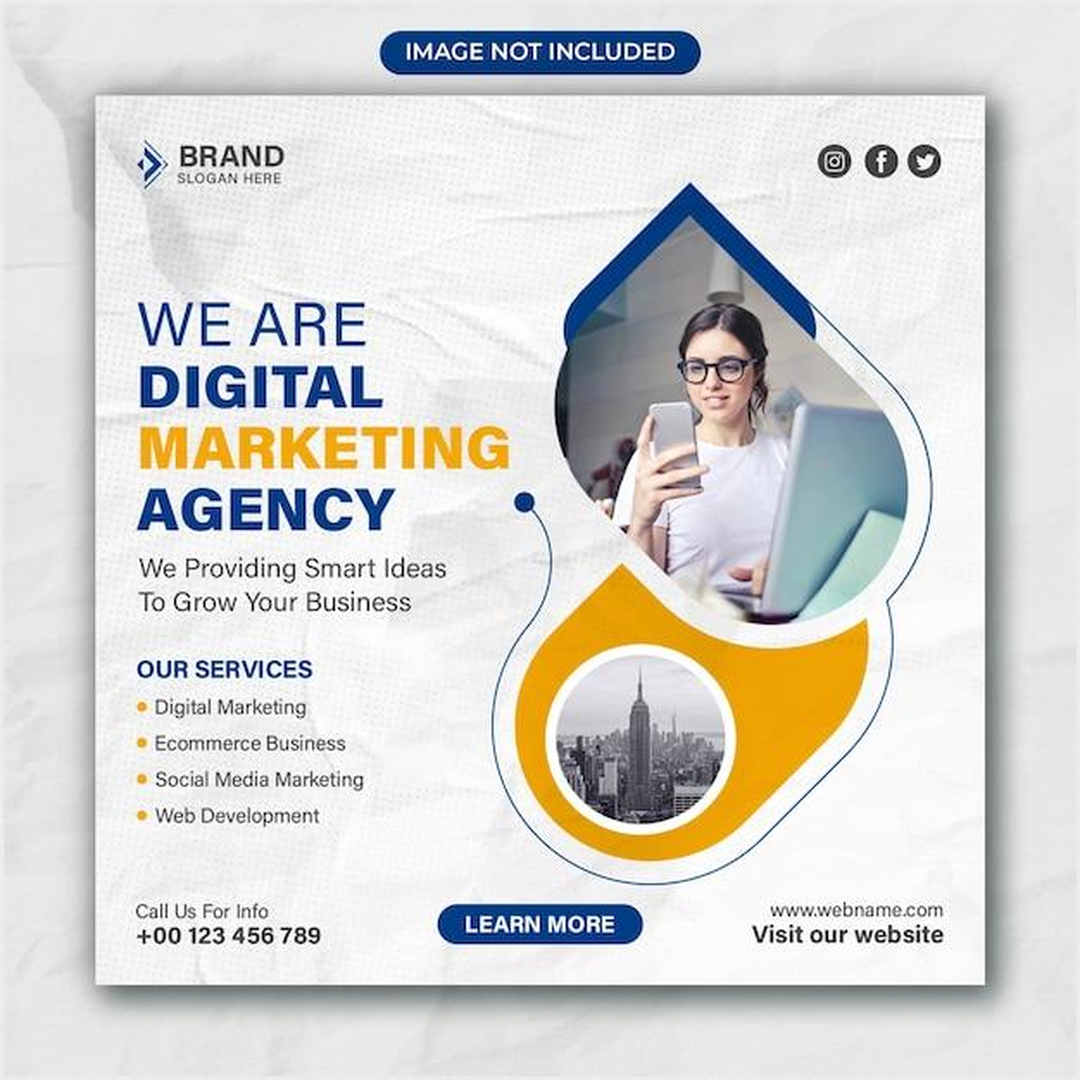 IMAGE NOT INCLUDED
BRAND
SLOGAN HERE
WE ARE
DIGITAL
MARKETING
AGENCY
We Providing Smart Ideas
To Grow Your Business
OUR SERVICES
Digital Marketing
Ecommerce Business
Social Media Marketing
Web Development
Call Us For Info
+00 123 456 789
LEARN MORE
www.webname.com
Visit our website